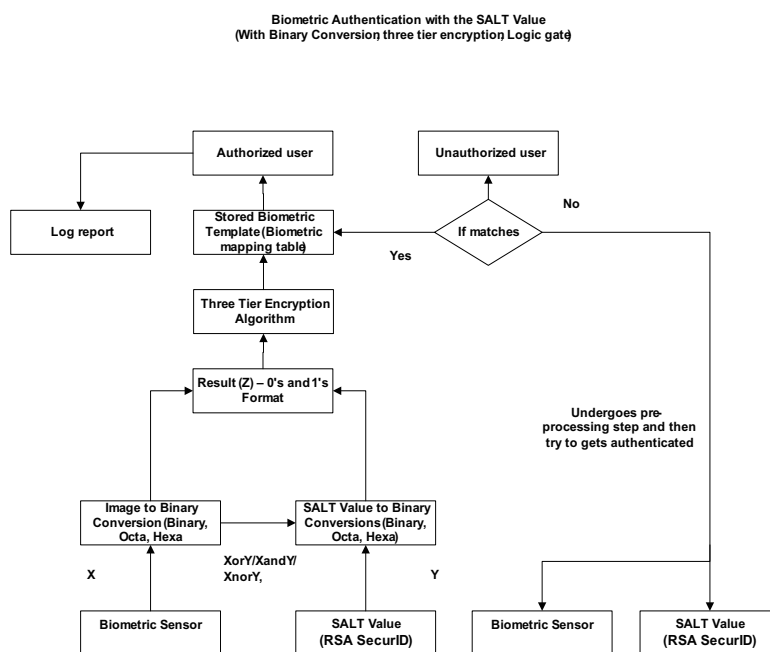 Biometric Authentication with the SALT Value
(With Binary Conversion, three tier encryption, Logic gate)
Authorized user
Unauthorized user
Log report
Stored Biometric
Template (Biometric
mapping table)
If matches
No
Yes
Three Tier Encryption
Algorithm
Result (Z) – 0's and 1's
Format
Undergoes pre-
processing step and then
try to gets authenticated
Image to Binary
Conversion (Binary,
Octa, Hexa
SALT Value to Binary
Conversions (Binary,
Octa, Hexa)
X
XorY/XandY/
XnorY,
Y
Biometric Sensor
SALT Value
(RSA SecurID)
Biometric Sensor
SALT Value
(RSA SecurID)